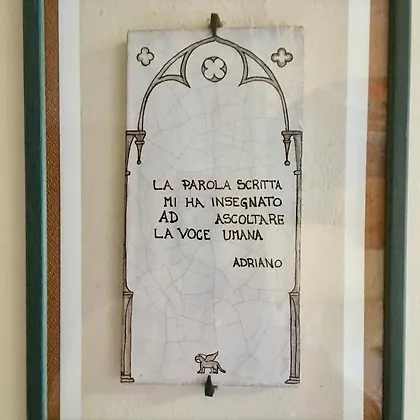 LA PAROLA SCRITTA
MI HA INSEGNATO
AD ASCOLTARE
LA VOCE UMANA
ADRIANO